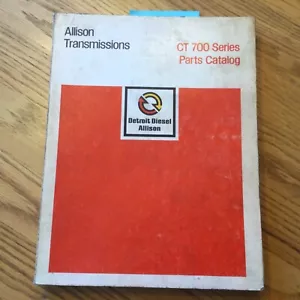 Allison
Transmissions
CT 700 Series
Parts Catalog
Detroit Diesel
Allison